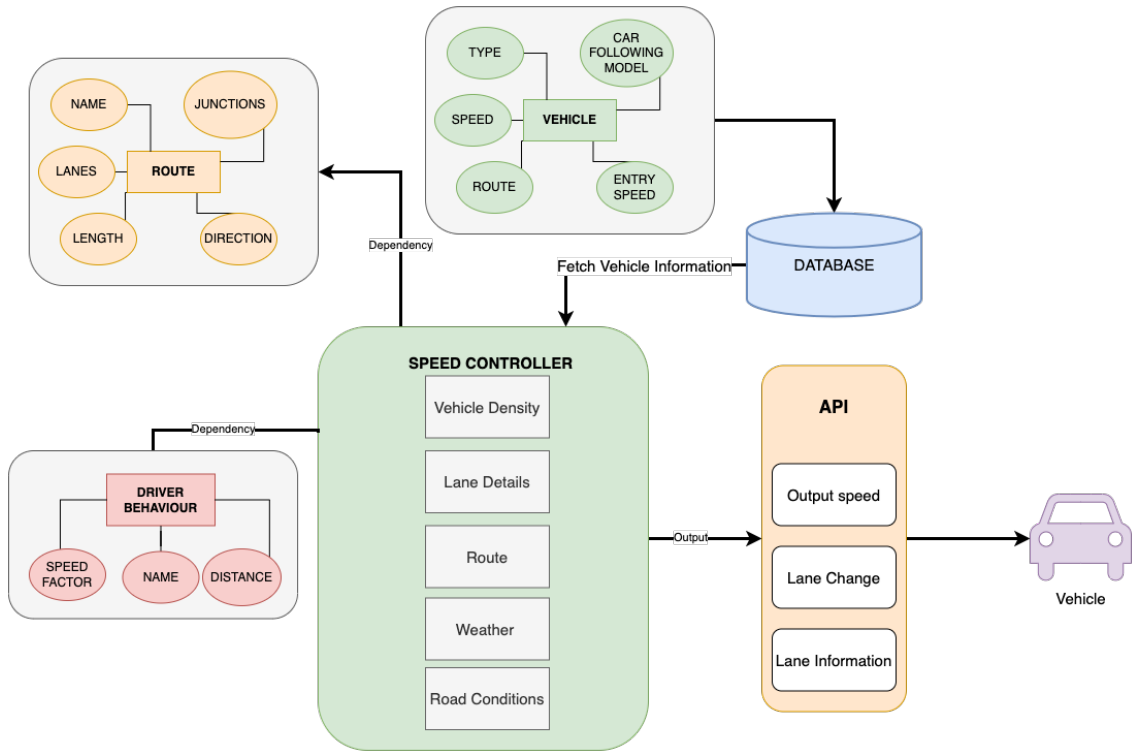 TYPE
CAR
FOLLOWING
MODEL
SPEED
VEHICLE
ROUTE
ENTRY
SPEED
NAME
JUNCTIONS
LANES
ROUTE
LENGTH
DIRECTION
Dependency
Fetch Vehicle Information
DATABASE
SPEED CONTROLLER
Vehicle Density
Lane Details
Route
Weather
Road Conditions
Dependency
DRIVER
BEHAVIOUR
SPEED
FACTOR
NAME
DISTANCE
Output
API
Output speed
Lane Change
Lane Information
Vehicle